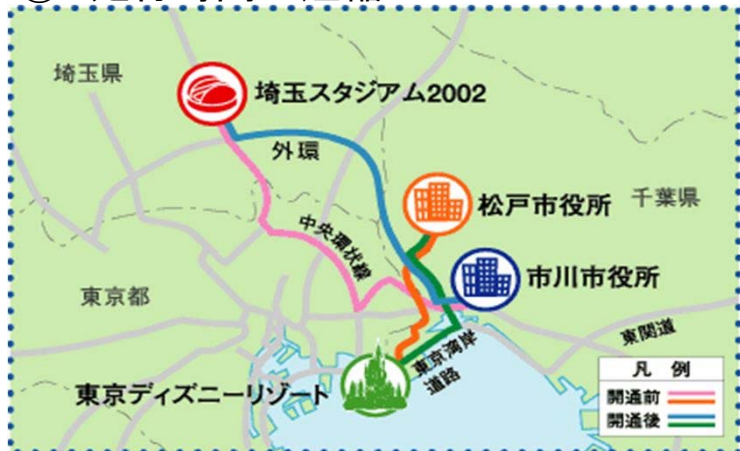 埼玉県
埼玉スタジアム2002
外環
松戸市役所
千葉県
中央環状線
市川市役所
東京都
東関道
東京湾岸
道路
東京ディズニーリゾート
凡 例
開通前
開通後